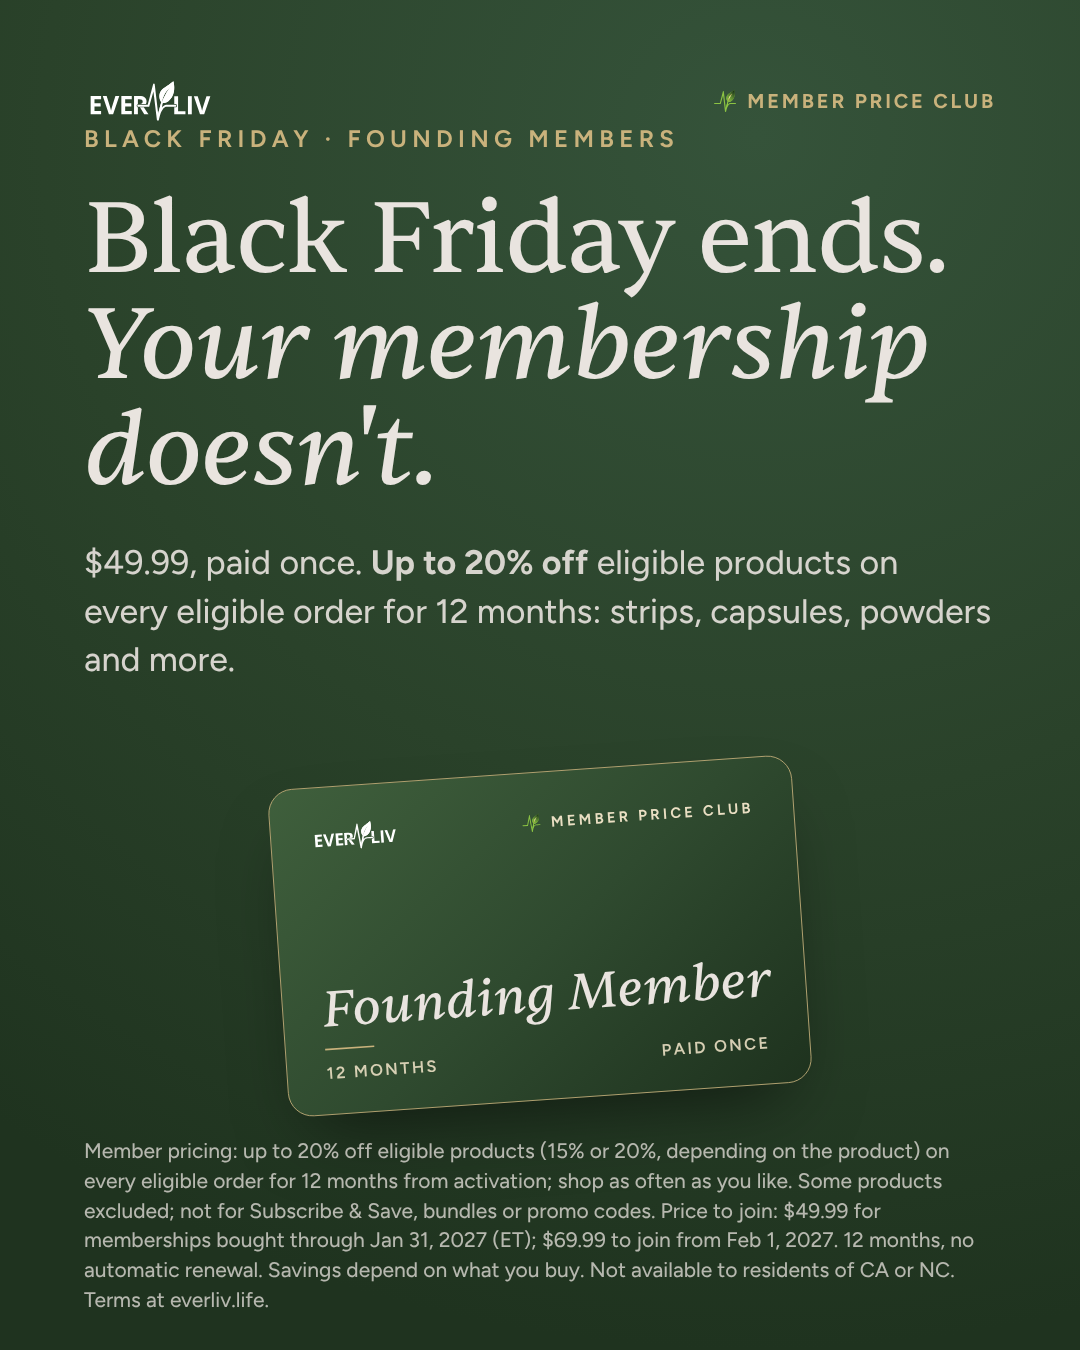 EVERLIV
MEMBER PRICE CLUB
BLACK FRIDAY · FOUNDING MEMBERS
Black Friday ends.
Your membership
doesn't.
$49.99, paid once. Up to 20% off eligible products on
every eligible order for 12 months: strips, capsules, powders
and more.
EVERLIV
MEMBER PRICE CLUB
Founding Member
12 MONTHS
PAID ONCE
Member pricing: up to 20% off eligible products (15% or 20%, depending on the product) on
every eligible order for 12 months from activation; shop as often as you like. Some products
excluded; not for Subscribe & Save, bundles or promo codes. Price to join: $49.99 for
memberships bought through Jan 31, 2027 (ET); $69.99 to join from Feb 1, 2027. 12 months, no
automatic renewal. Savings depend on what you buy. Not available to residents of CA or NC.
Terms at everliv.life.